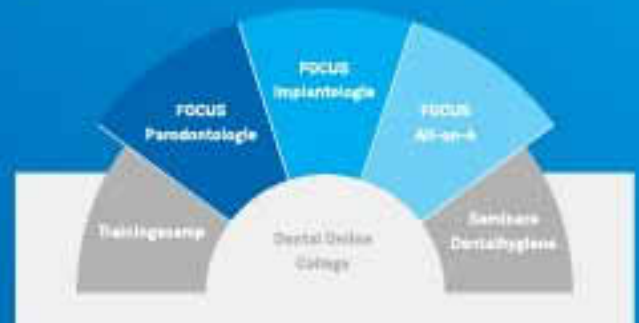 FOCUS
Implantologie
FOCUS
Parodontologie
FOCUS
All-on-4
Trainingscamp
Dental Online
College
Seminare
Dentalhygiene